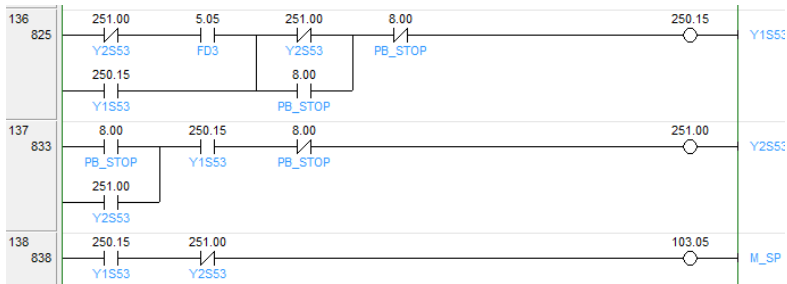 136
251.00 5.05 251.00 8.00 250.15
825
Y1S53
Y2S53 FD3 Y2S53 PB_STOP
250.15 8.00
Y1S53 PB_STOP
137
8.00 250.15 8.00 251.00
833
Y2S53
PB_STOP Y1S53 PB_STOP
251.00
Y2S53
138
250.15 251.00 103.05
838
M_SP
Y1S53 Y2S53